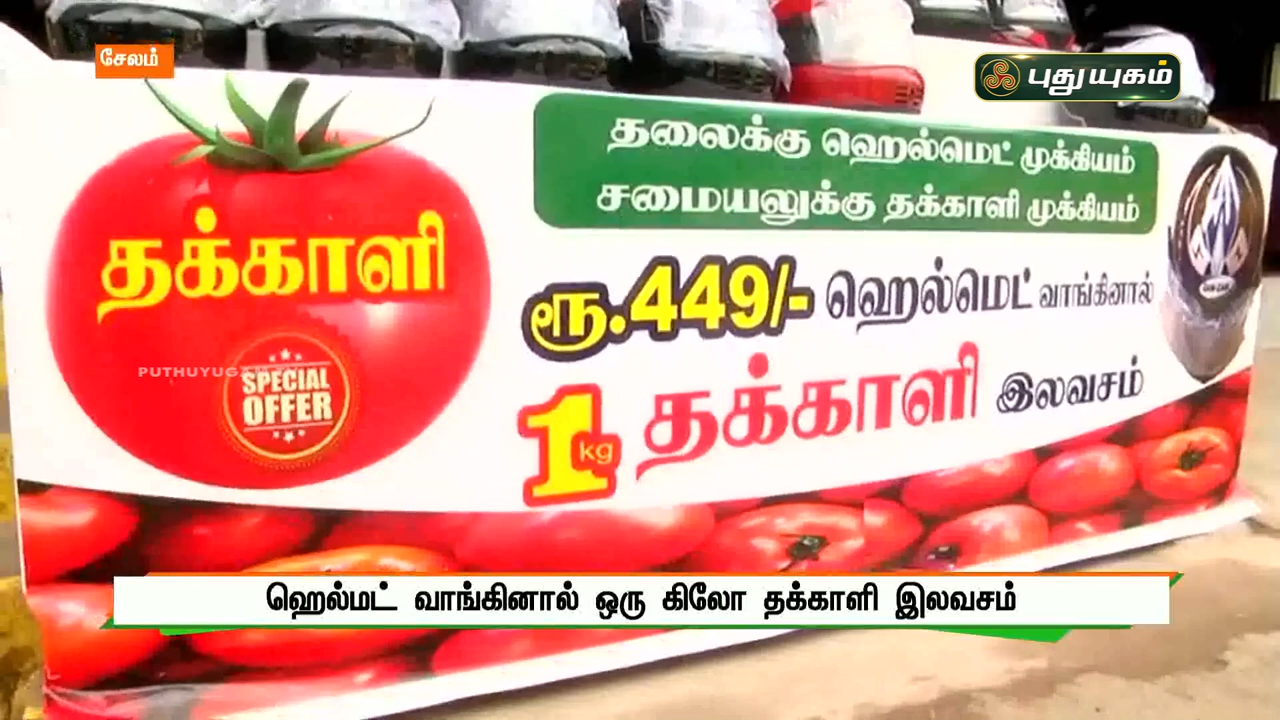 சேலம்
புதுயுகம்
தலைக்கு ஹெல்மெட் முக்கியம்
சமையலுக்கு தக்காளி முக்கியம்
தக்காளி
ரூ.449/- ஹெல்மெட் வாங்கினால்
SPECIAL
OFFER
1 kg தக்காளி இலவசம்
ஹெல்மட் வாங்கினால் ஒரு கிலோ தக்காளி இலவசம்